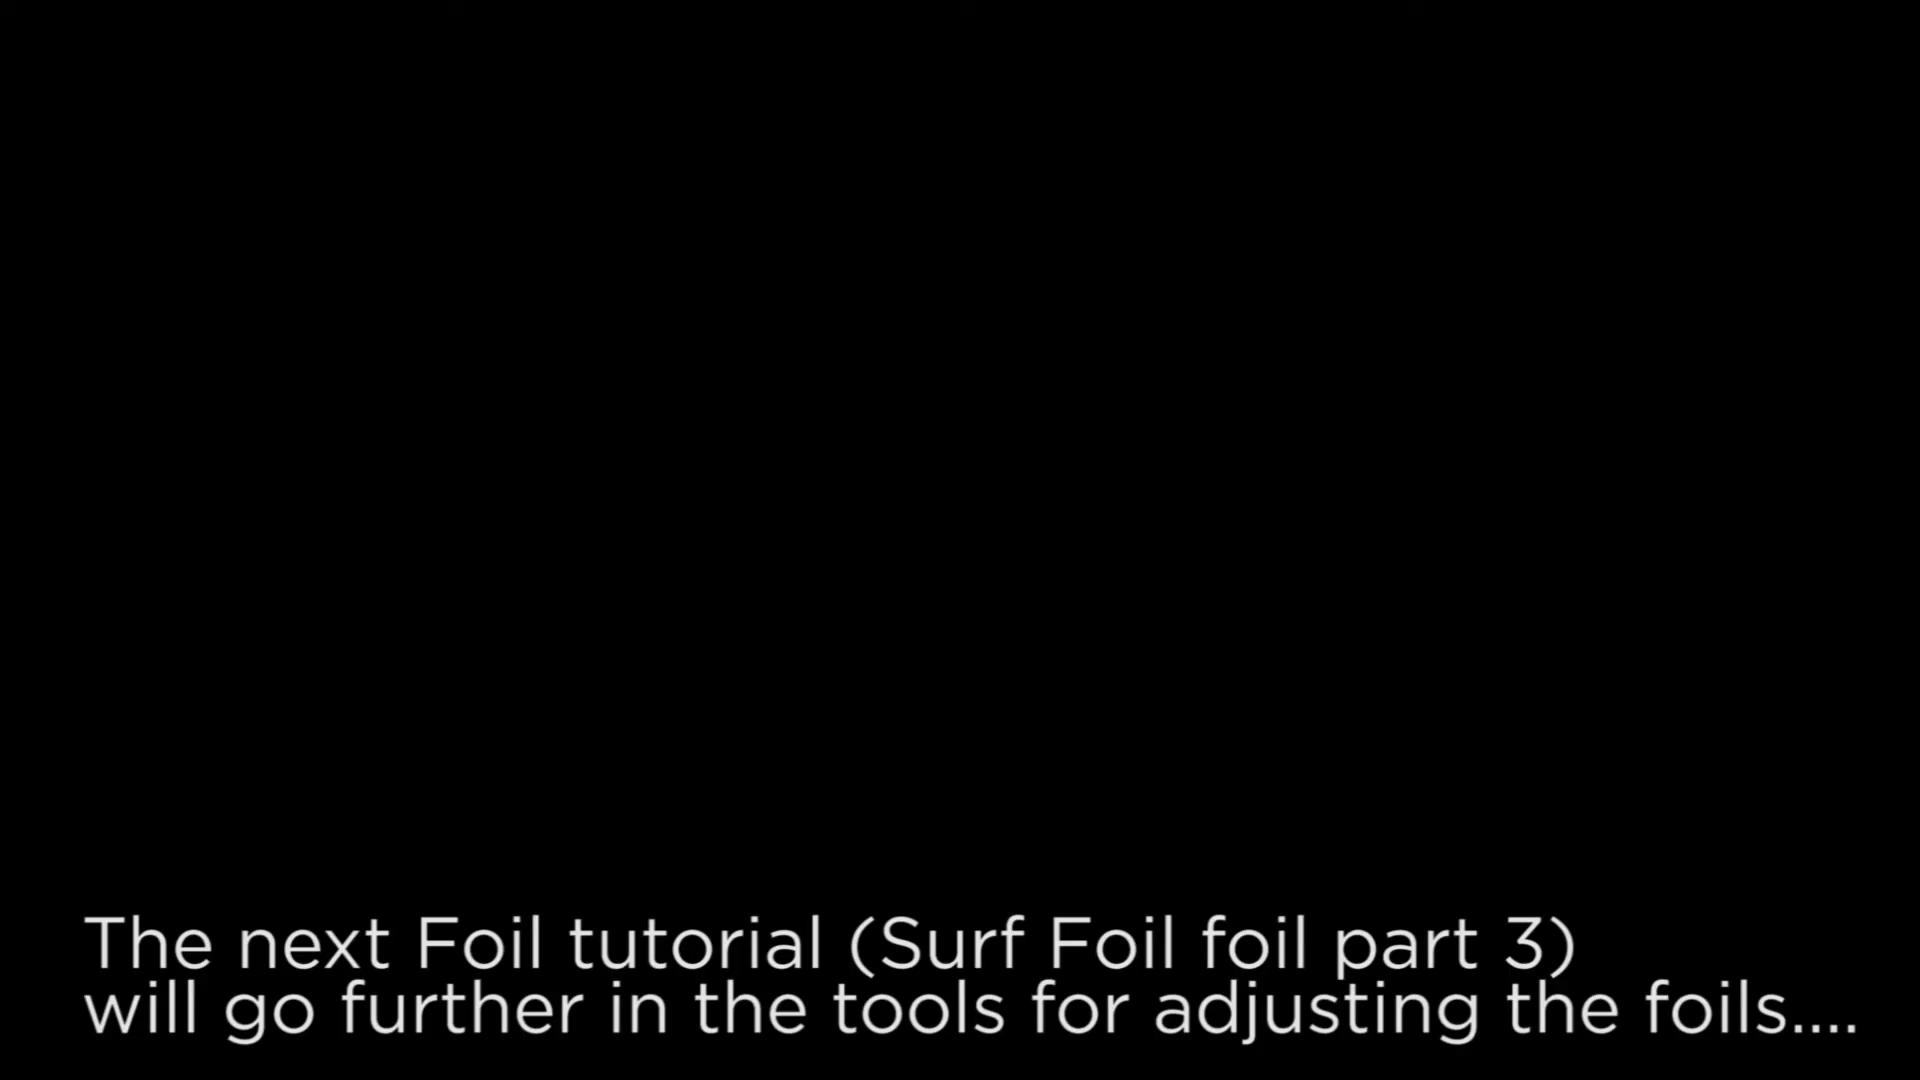 The next Foil tutorial (Surf Foil foil part 3)
will go further in the tools for adjusting the foils....